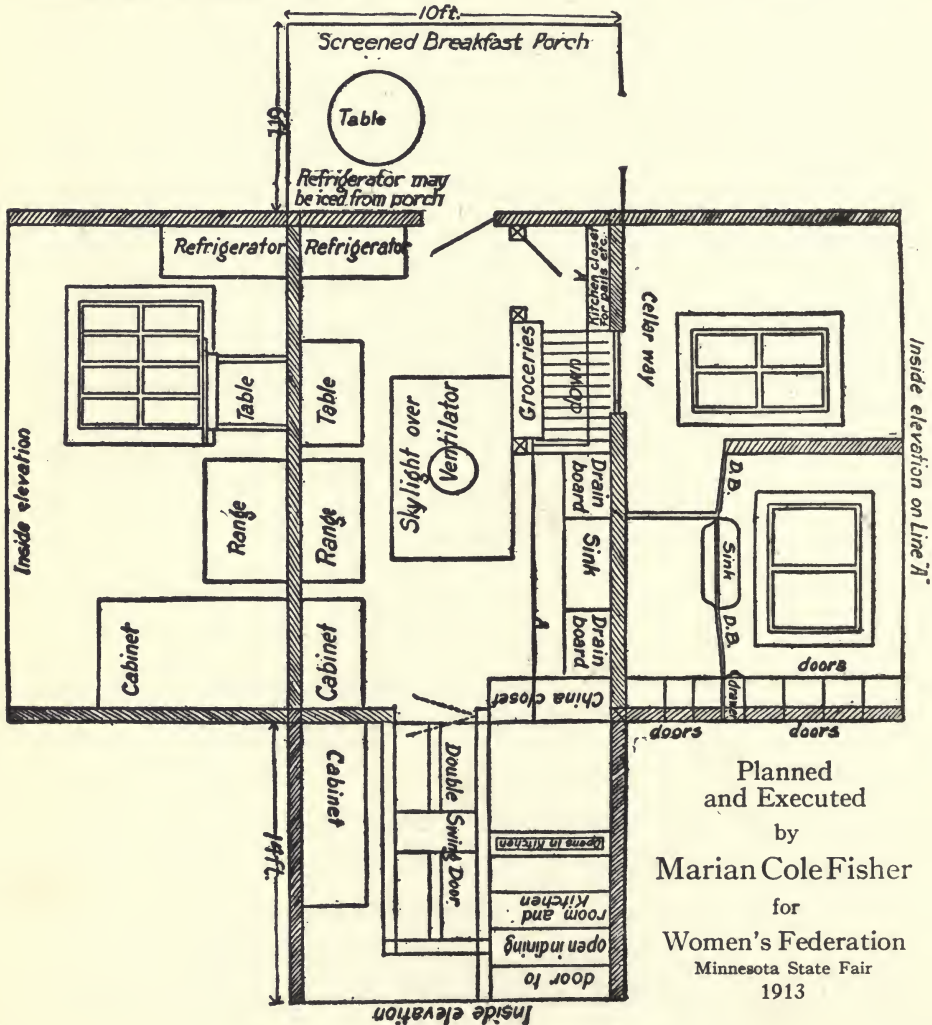 10ft.
Screened Breakfast Porch
Table
Refrigerator may
be iced from porch
Refrigerator
Refrigerator
Kitchen closet
for pails etc.
A
Cellar way
Groceries
Down
Table
Table
Skylight over
Ventilator
Inside elevation
Range
Range
Drain
board
Sink
Drain
board
A
D.B.
Sink
D.B.
Inside elevation on Line "A"
Cabinet
Cabinet
China closet
doors
drawer
doors
doors
14ft.
Cabinet
Double Swing Door.
Opens in Kitchen
door to
open in dining
room and
Kitchen
Inside elevation
Planned
and Executed
by
Marian Cole Fisher
for
Women's Federation
Minnesota State Fair
1913